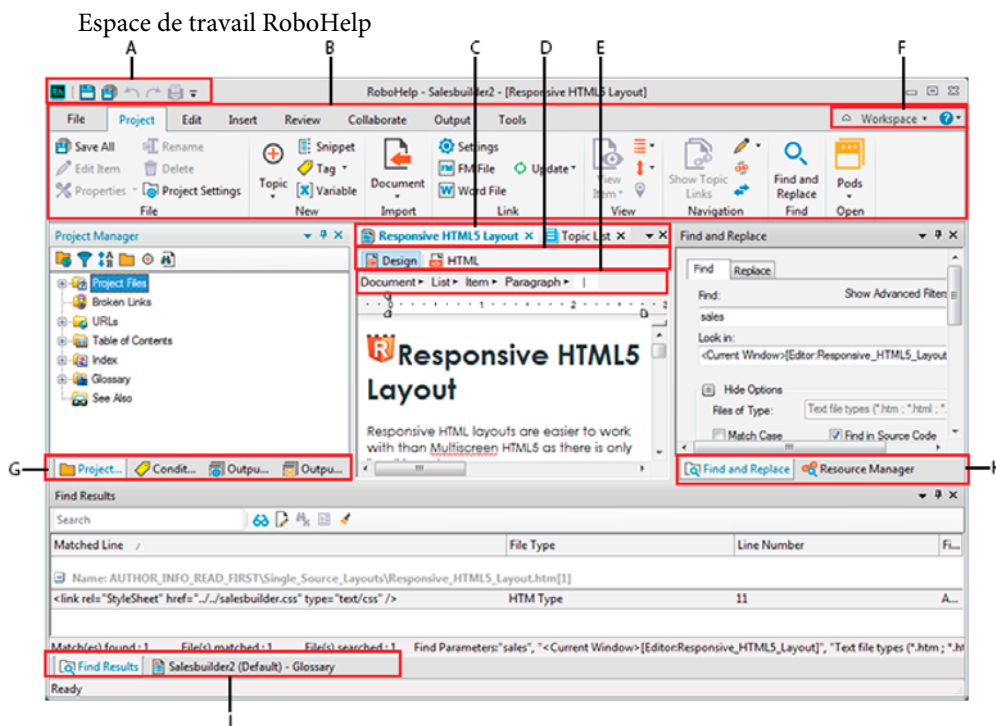 Espace de travail RoboHelp
A B C D E F
RoboHelp - Salesbuilder2 - [Responsive HTML5 Layout]
File Project Edit Insert Review Collaborate Output Tools Workspace
Save All Rename Snippet Settings
Edit Item Delete Tag FM File Update
Properties Project Settings Topic Variable Document Word File View Item Show Topic Links Find and Replace Pods
File New Import Link View Navigation Find Open
Project Manager
Project Files
Broken Links
URLs
Table of Contents
Index
Glossary
See Also
Project... Condit... Outpu... Outpu...
Responsive HTML5 Layout Topic List
Design HTML
Document List Item Paragraph
1 2
Responsive HTML5
Layout
Responsive HTML layouts are easier to work
with than Multiscreen HTML5 as there is only
Find and Replace
Find Replace
Find: Show Advanced Filters
sales
Look in:
<Current Window>[Editor:Responsive_HTML5_Layout
Hide Options
Files of Type: Text file types (*.htm ; *.html ; *.
Match Case Find in Source Code
Find and Replace Resource Manager
G H
Find Results
Search
Matched Line File Type Line Number Fi...
Name: AUTHOR_INFO_READ_FIRST\Single_Source_Layouts\Responsive_HTML5_Layout.htm[1]
<link rel="StyleSheet" href="../../salesbuilder.css" type="text/css" /> HTM Type 11 A...
Match(es) found : 1 File(s) matched : 1 File(s) searched : 1 Find Parameters:"sales", "<Current Window>[Editor:Responsive_HTML5_Layout]", "Text file types (*.htm ; *.ht
Find Results Salesbuilder2 (Default) - Glossary
Ready